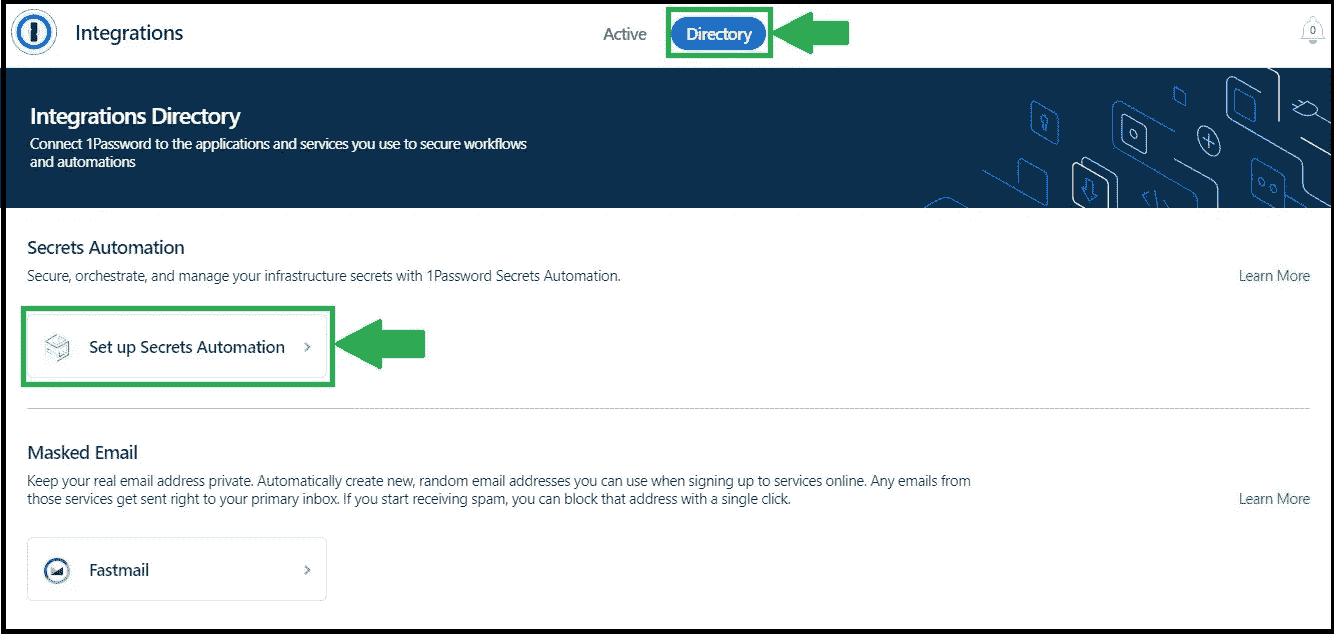 Integrations
Active
Directory
0
Integrations Directory
Connect 1Password to the applications and services you use to secure workflows
and automations
Secrets Automation
Secure, orchestrate, and manage your infrastructure secrets with 1Password Secrets Automation.
Learn More
Set up Secrets Automation
Masked Email
Keep your real email address private. Automatically create new, random email addresses you can use when signing up to services online. Any emails from
those services get sent right to your primary inbox. If you start receiving spam, you can block that address with a single click.
Learn More
Fastmail